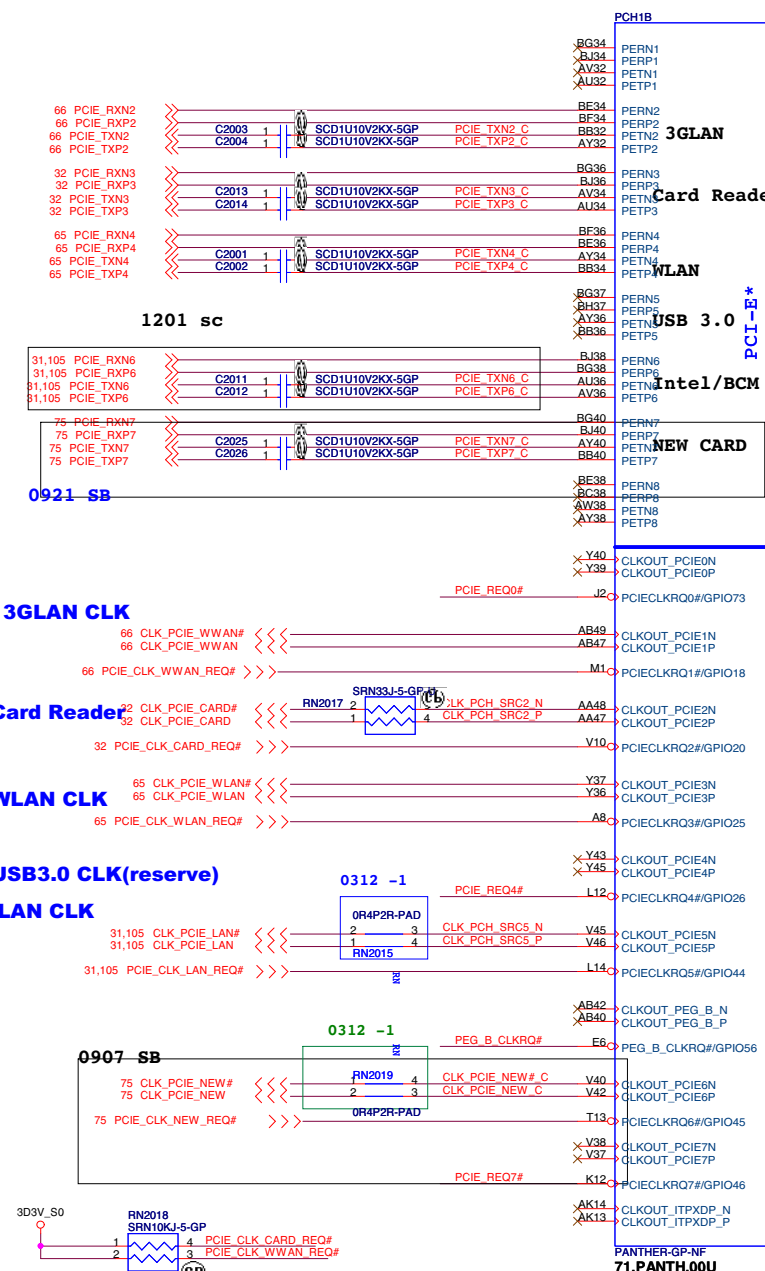 PCH1B
BG34 PERN1
BJ34 PERP1
AV32 PETN1
AU32 PETP1
66 PCIE_RXN2 BE34 PERN2
66 PCIE_RXP2 BF34 PERP2
66 PCIE_TXN2 C2003 1 SCD1U10V2KX-5GP PCIE_TXN2_C BB32 PETN2
66 PCIE_TXP2 C2004 1 SCD1U10V2KX-5GP PCIE_TXP2_C AY32 PETP2
3GLAN
32 PCIE_RXN3 BG36 PERN3
32 PCIE_RXP3 BJ36 PERP3
32 PCIE_TXN3 C2013 1 SCD1U10V2KX-5GP PCIE_TXN3_C AV34 PETN3
32 PCIE_TXP3 C2014 1 SCD1U10V2KX-5GP PCIE_TXP3_C AU34 PETP3
Card Reade
65 PCIE_RXN4 BF36 PERN4
65 PCIE_RXP4 BE36 PERP4
65 PCIE_TXN4 C2001 1 SCD1U10V2KX-5GP PCIE_TXN4_C AY34 PETN4
65 PCIE_TXP4 C2002 1 SCD1U10V2KX-5GP PCIE_TXP4_C BB34 PETP4
WLAN
BG37 PERN5
BH37 PERP5
AY36 PETN5
BB36 PETP5
USB 3.0
PCI-E*
1201 sc
31,105 PCIE_RXN6 BJ38 PERN6
31,105 PCIE_RXP6 BG38 PERP6
31,105 PCIE_TXN6 C2011 1 SCD1U10V2KX-5GP PCIE_TXN6_C AU36 PETN6
31,105 PCIE_TXP6 C2012 1 SCD1U10V2KX-5GP PCIE_TXP6_C AV36 PETP6
Intel/BCM
75 PCIE_RXN7 BG40 PERN7
75 PCIE_RXP7 BJ40 PERP7
75 PCIE_TXN7 C2025 1 SCD1U10V2KX-5GP PCIE_TXN7_C AY40 PETN7
75 PCIE_TXP7 C2026 1 SCD1U10V2KX-5GP PCIE_TXP7_C BB40 PETP7
NEW CARD
0921 SB
BE38 PERN8
BC38 PERP8
AW38 PETN8
AY38 PETP8
Y40 CLKOUT_PCIE0N
Y39 CLKOUT_PCIE0P
PCIE_REQ0# J2 PCIECLKRQ0#/GPIO73
3GLAN CLK
66 CLK_PCIE_WWAN# AB49 CLKOUT_PCIE1N
66 CLK_PCIE_WWAN AB47 CLKOUT_PCIE1P
66 PCIE_CLK_WWAN_REQ# M1 PCIECLKRQ1#/GPIO18
SRN33J-5-GP
Card Reader
32 CLK_PCIE_CARD# RN2017 2 3 CLK_PCH_SRC2_N AA48 CLKOUT_PCIE2N
32 CLK_PCIE_CARD 1 4 CLK_PCH_SRC2_P AA47 CLKOUT_PCIE2P
32 PCIE_CLK_CARD_REQ# V10 PCIECLKRQ2#/GPIO20
WLAN CLK
65 CLK_PCIE_WLAN# Y37 CLKOUT_PCIE3N
65 CLK_PCIE_WLAN Y36 CLKOUT_PCIE3P
65 PCIE_CLK_WLAN_REQ# A8 PCIECLKRQ3#/GPIO25
Y43 CLKOUT_PCIE4N
Y45 CLKOUT_PCIE4P
USB3.0 CLK(reserve)
0312 -1
PCIE_REQ4# L12 PCIECLKRQ4#/GPIO26
LAN CLK
0R4P2R-PAD
31,105 CLK_PCIE_LAN# 2 3 CLK_PCH_SRC5_N V45 CLKOUT_PCIE5N
31,105 CLK_PCIE_LAN 1 4 CLK_PCH_SRC5_P V46 CLKOUT_PCIE5P
RN2015
31,105 PCIE_CLK_LAN_REQ# L14 PCIECLKRQ5#/GPIO44
RN
AB42 CLKOUT_PEG_B_N
AB40 CLKOUT_PEG_B_P
0312 -1
PEG_B_CLKRQ# E6 PEG_B_CLKRQ#/GPIO56
RN
0907 SB
RN2019
75 CLK_PCIE_NEW# 1 4 CLK_PCIE_NEW#_C V40 CLKOUT_PCIE6N
75 CLK_PCIE_NEW 2 3 CLK_PCIE_NEW_C V42 CLKOUT_PCIE6P
0R4P2R-PAD
75 PCIE_CLK_NEW_REQ# T13 PCIECLKRQ6#/GPIO45
V38 CLKOUT_PCIE7N
V37 CLKOUT_PCIE7P
PCIE_REQ7# K12 PCIECLKRQ7#/GPIO46
AK14 CLKOUT_ITPXDP_N
AK13 CLKOUT_ITPXDP_P
3D3V_S0
RN2018
SRN10KJ-5-GP
1 4 PCIE_CLK_CARD_REQ#
2 3 PCIE_CLK_WWAN_REQ#
PANTHER-GP-NF
71.PANTH.00U